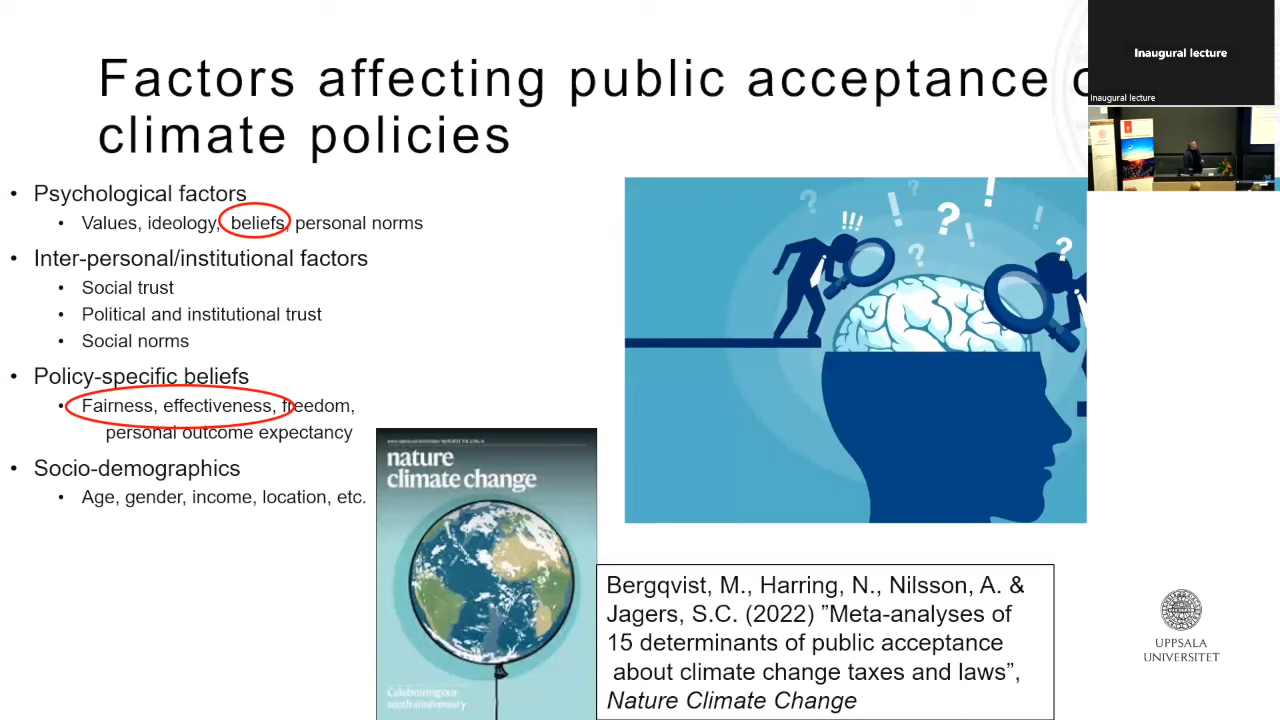 Factors affecting public acceptance
climate policies
Inaugural lecture
Inaugural lecture
• Psychological factors
• Values, ideology, beliefs, personal norms
• Inter-personal/institutional factors
• Social trust
• Political and institutional trust
• Social norms
• Policy-specific beliefs
• Fairness, effectiveness, freedom,
personal outcome expectancy
• Socio-demographics
• Age, gender, income, location, etc.
!!! ? ? ! ? ! ? ! ! ?
nature
climate change
Bergqvist, M., Harring, N., Nilsson, A. &
Jagers, S.C. (2022) ”Meta-analyses of
15 determinants of public acceptance
about climate change taxes and laws”,
Nature Climate Change
UPPSALA
UNIVERSITET